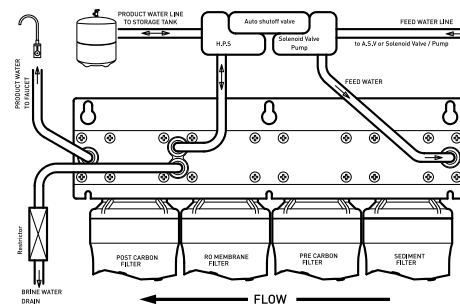 PRODUCT WATER LINE
TO STORAGE TANK
Auto shutoff valve
H.P.S
Solenoid Valve
Pump
FEED WATER LINE
to A.S.V or Solenoid Valve / Pump
FEED WATER
PRODUCT WATER
TO FAUCET
Restrictor
BRINE WATER
DRAIN
POST CARBON
FILTER
RO MEMBRANE
FILTER
PRE CARBON
FILTER
SEDIMENT
FILTER
FLOW